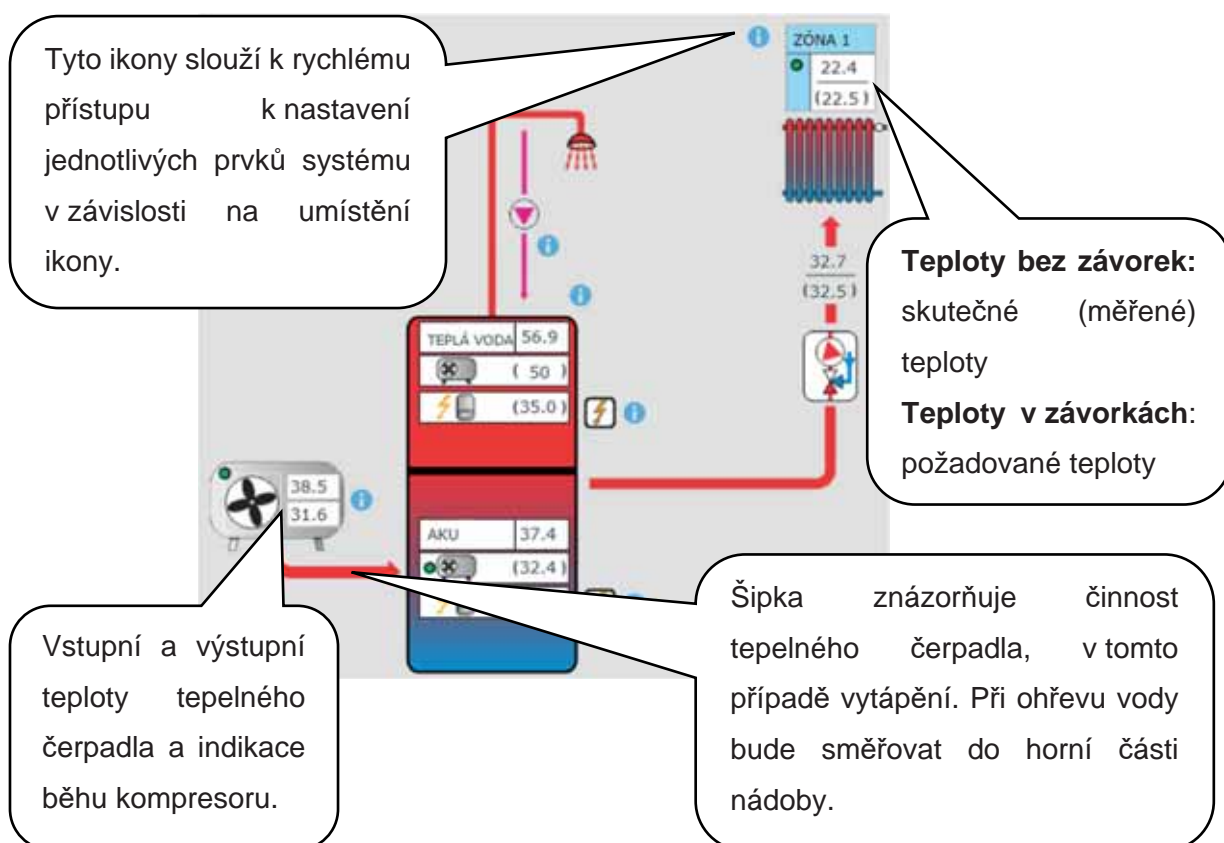 Tyto ikony slouží k rychlému
přístupu k nastavení
jednotlivých prvků systému
v závislosti na umístění
ikony.
ZÓNA 1
22.4
(22.5)
32.7
(32.5)
Teploty bez závorek:
skutečné (měřené)
teploty
Teploty v závorkách:
požadované teploty
TEPLÁ VODA 56.9
( 50 )
(35.0)
38.5
31.6
AKU 37.4
(32.4)
Vstupní a výstupní
teploty tepelného
čerpadla a indikace
běhu kompresoru.
Šipka znázorňuje činnost
tepelného čerpadla, v tomto
případě vytápění. Při ohřevu vody
bude směřovat do horní části
nádoby.